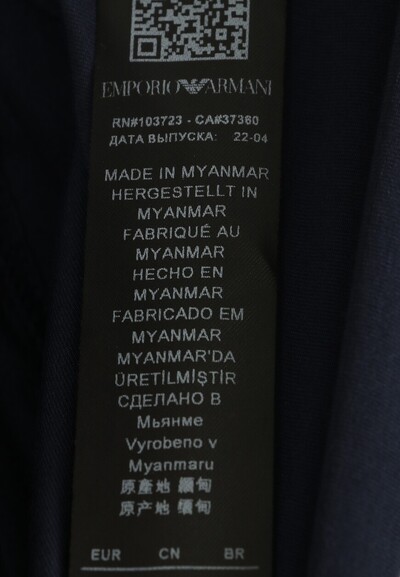 EMPORIO ARMANI
RN#103723 - CA#37360
ДАТА ВЫПУСКА: 22-04
MADE IN MYANMAR
HERGESTELLT IN
MYANMAR
FABRIQUÉ AU
MYANMAR
HECHO EN
MYANMAR
FABRICADO EM
MYANMAR
MYANMAR'DA
ÜRETİLMİŞTİR
СДЕЛАНО В
Мьянме
Vyrobeno v
Myanmaru
原產地 緬甸
原产地 缅甸
EUR CN BR